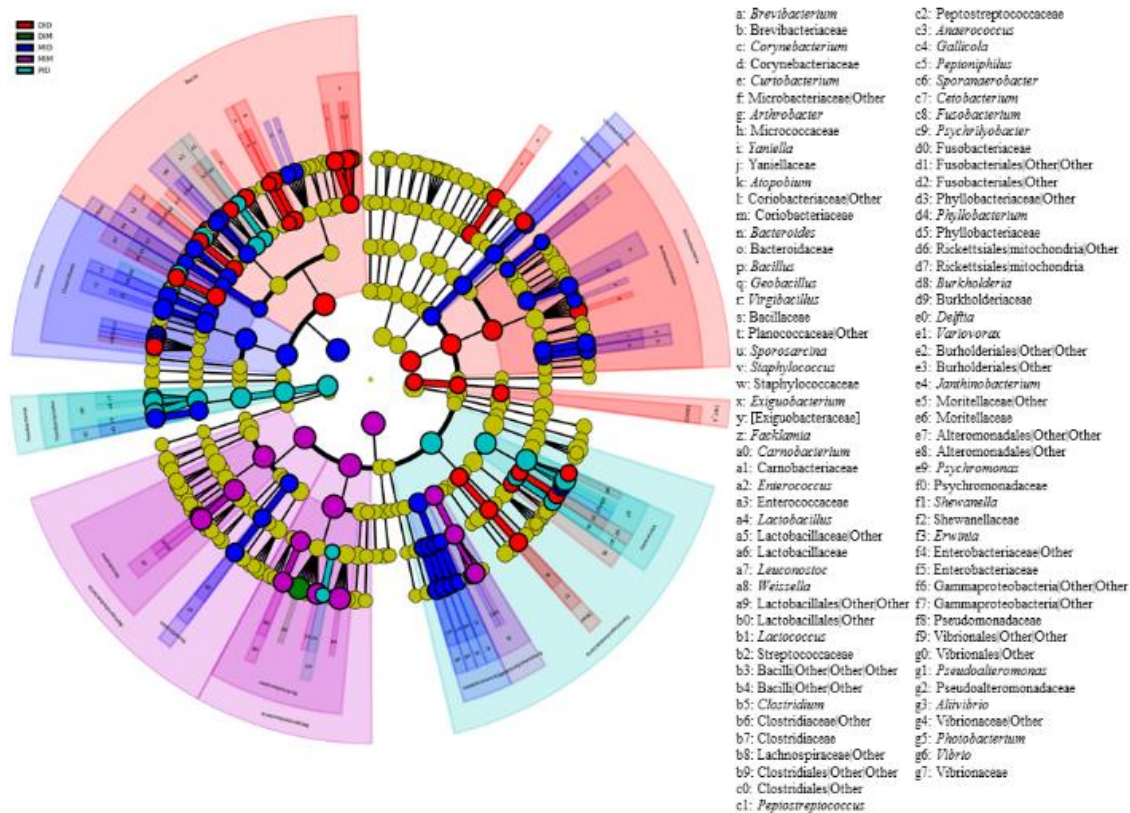 DID
DIM
MID
MIM
PID
a: Brevibacterium
b: Brevibacteriaceae
c: Corynebacterium
d: Corynebacteriaceae
e: Curtobacterium
f: Microbacteriaceae|Other
g: Arthrobacter
h: Micrococcaceae
i: Yaniella
j: Yaniellaceae
k: Atopobium
l: Coriobacteriaceae|Other
m: Coriobacteriaceae
n: Bacteroides
o: Bacteroidaceae
p: Bacillus
q: Geobacillus
r: Virgibacillus
s: Bacillaceae
t: Planococcaceae|Other
u: Sporosarcina
v: Staphylococcus
w: Staphylococcaceae
x: Exiguobacterium
y: [Exiguobacteraceae]
z: Facklamia
a0: Carnobacterium
a1: Carnobacteriaceae
a2: Enterococcus
a3: Enterococcaceae
a4: Lactobacillus
a5: Lactobacillaceae|Other
a6: Lactobacillaceae
a7: Leuconostoc
a8: Weissella
a9: Lactobacillales|Other|Other
b0: Lactobacillales|Other
b1: Lactococcus
b2: Streptococcaceae
b3: Bacilli|Other|Other|Other
b4: Bacilli|Other|Other
b5: Clostridium
b6: Clostridiaceae|Other
b7: Clostridiaceae
b8: Lachnospiraceae|Other
b9: Clostridiales|Other|Other
c0: Clostridiales|Other
c1: Peptostreptococcus
c2: Peptostreptococcaceae
c3: Anaerococcus
c4: Gallicola
c5: Peptoniphilus
c6: Sporanaerobacter
c7: Cetobacterium
c8: Fusobacterium
c9: Psychrilyobacter
d0: Fusobacteriaceae
d1: Fusobacteriales|Other|Other
d2: Fusobacteriales|Other
d3: Phyllobacteriaceae|Other
d4: Phyllobacterium
d5: Phyllobacteriaceae
d6: Rickettsiales|mitochondria|Other
d7: Rickettsiales|mitochondria
d8: Burkholderia
d9: Burkholderiaceae
e0: Delftia
e1: Variovorax
e2: Burholderiales|Other|Other
e3: Burholderiales|Other
e4: Janthinobacterium
e5: Moritellaceae|Other
e6: Moritellaceae
e7: Alteromonadales|Other|Other
e8: Alteromonadales|Other
e9: Psychromonas
f0: Psychromonadaceae
f1: Shewanella
f2: Shewanellaceae
f3: Erwinia
f4: Enterobacteriaceae|Other
f5: Enterobacteriaceae
f6: Gammaproteobacteria|Other|Other
f7: Gammaproteobacteria|Other
f8: Pseudomonadaceae
f9: Vibrionales|Other|Other
g0: Vibrionales|Other
g1: Pseudoalteromonas
g2: Pseudoalteromonadaceae
g3: Aliivibrio
g4: Vibrionaceae|Other
g5: Photobacterium
g6: Vibrio
g7: Vibrionaceae